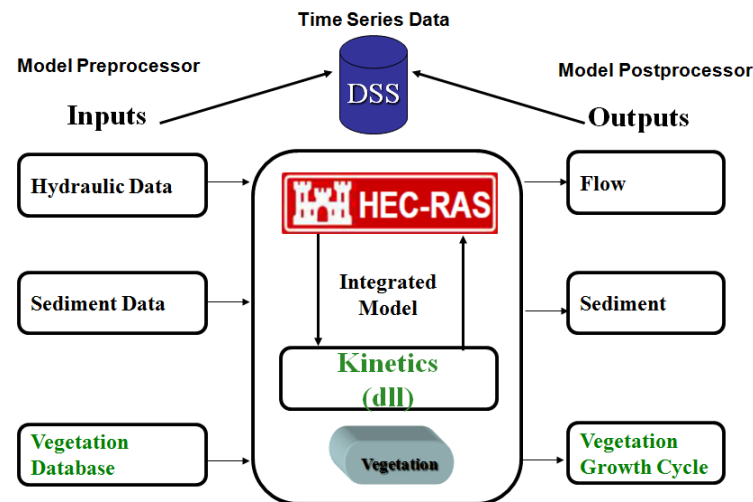 Time Series Data
Model Preprocessor
Model Postprocessor
DSS
Inputs
Outputs
Hydraulic Data
HEC-RAS
Flow
Sediment Data
Integrated
Model
Sediment
Kinetics
(dll)
Vegetation
Database
Vegetation
Vegetation
Growth Cycle